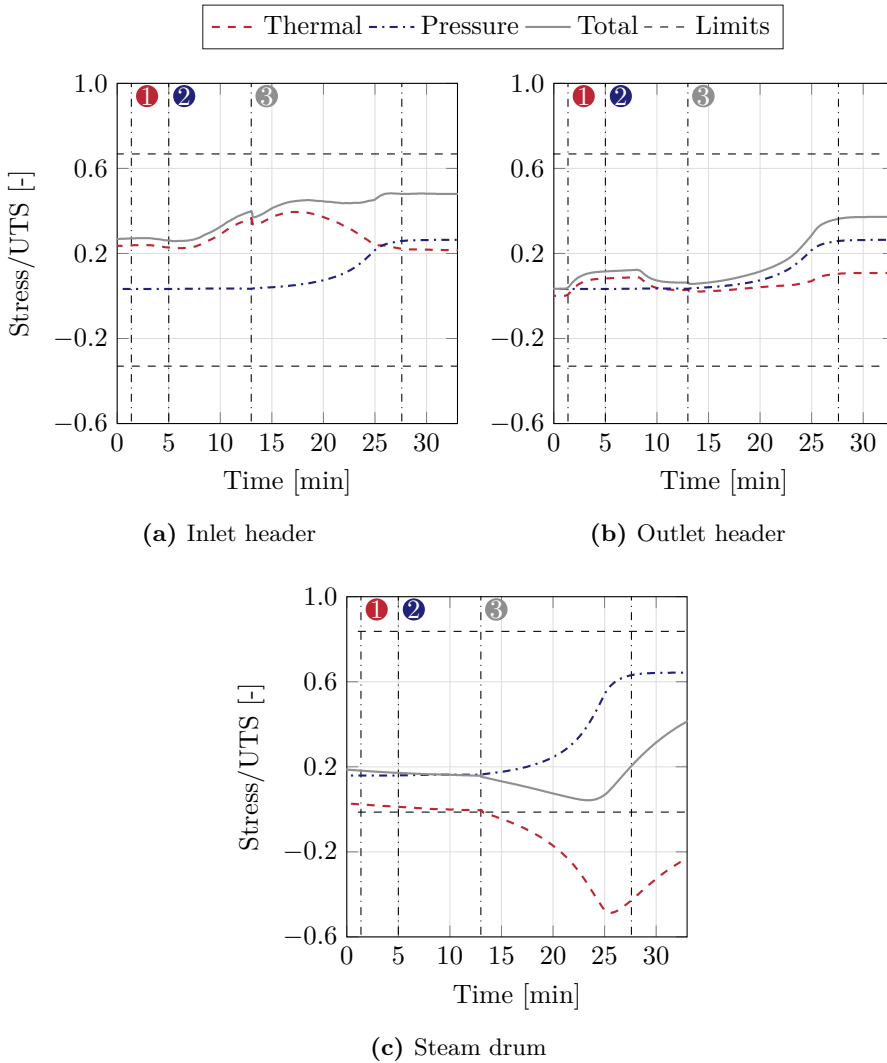 Thermal Pressure Total Limits
1.0 0.6 0.2 −0.2 −0.6
Stress/UTS [-]
1 2 3
0 5 10 15 20 25 30
Time [min]
(a) Inlet header
1.0 0.6 0.2 −0.2 −0.6
1 2 3
0 5 10 15 20 25 30
Time [min]
(b) Outlet header
1.0 0.6 0.2 −0.2 −0.6
Stress/UTS [-]
1 2 3
0 5 10 15 20 25 30
Time [min]
(c) Steam drum